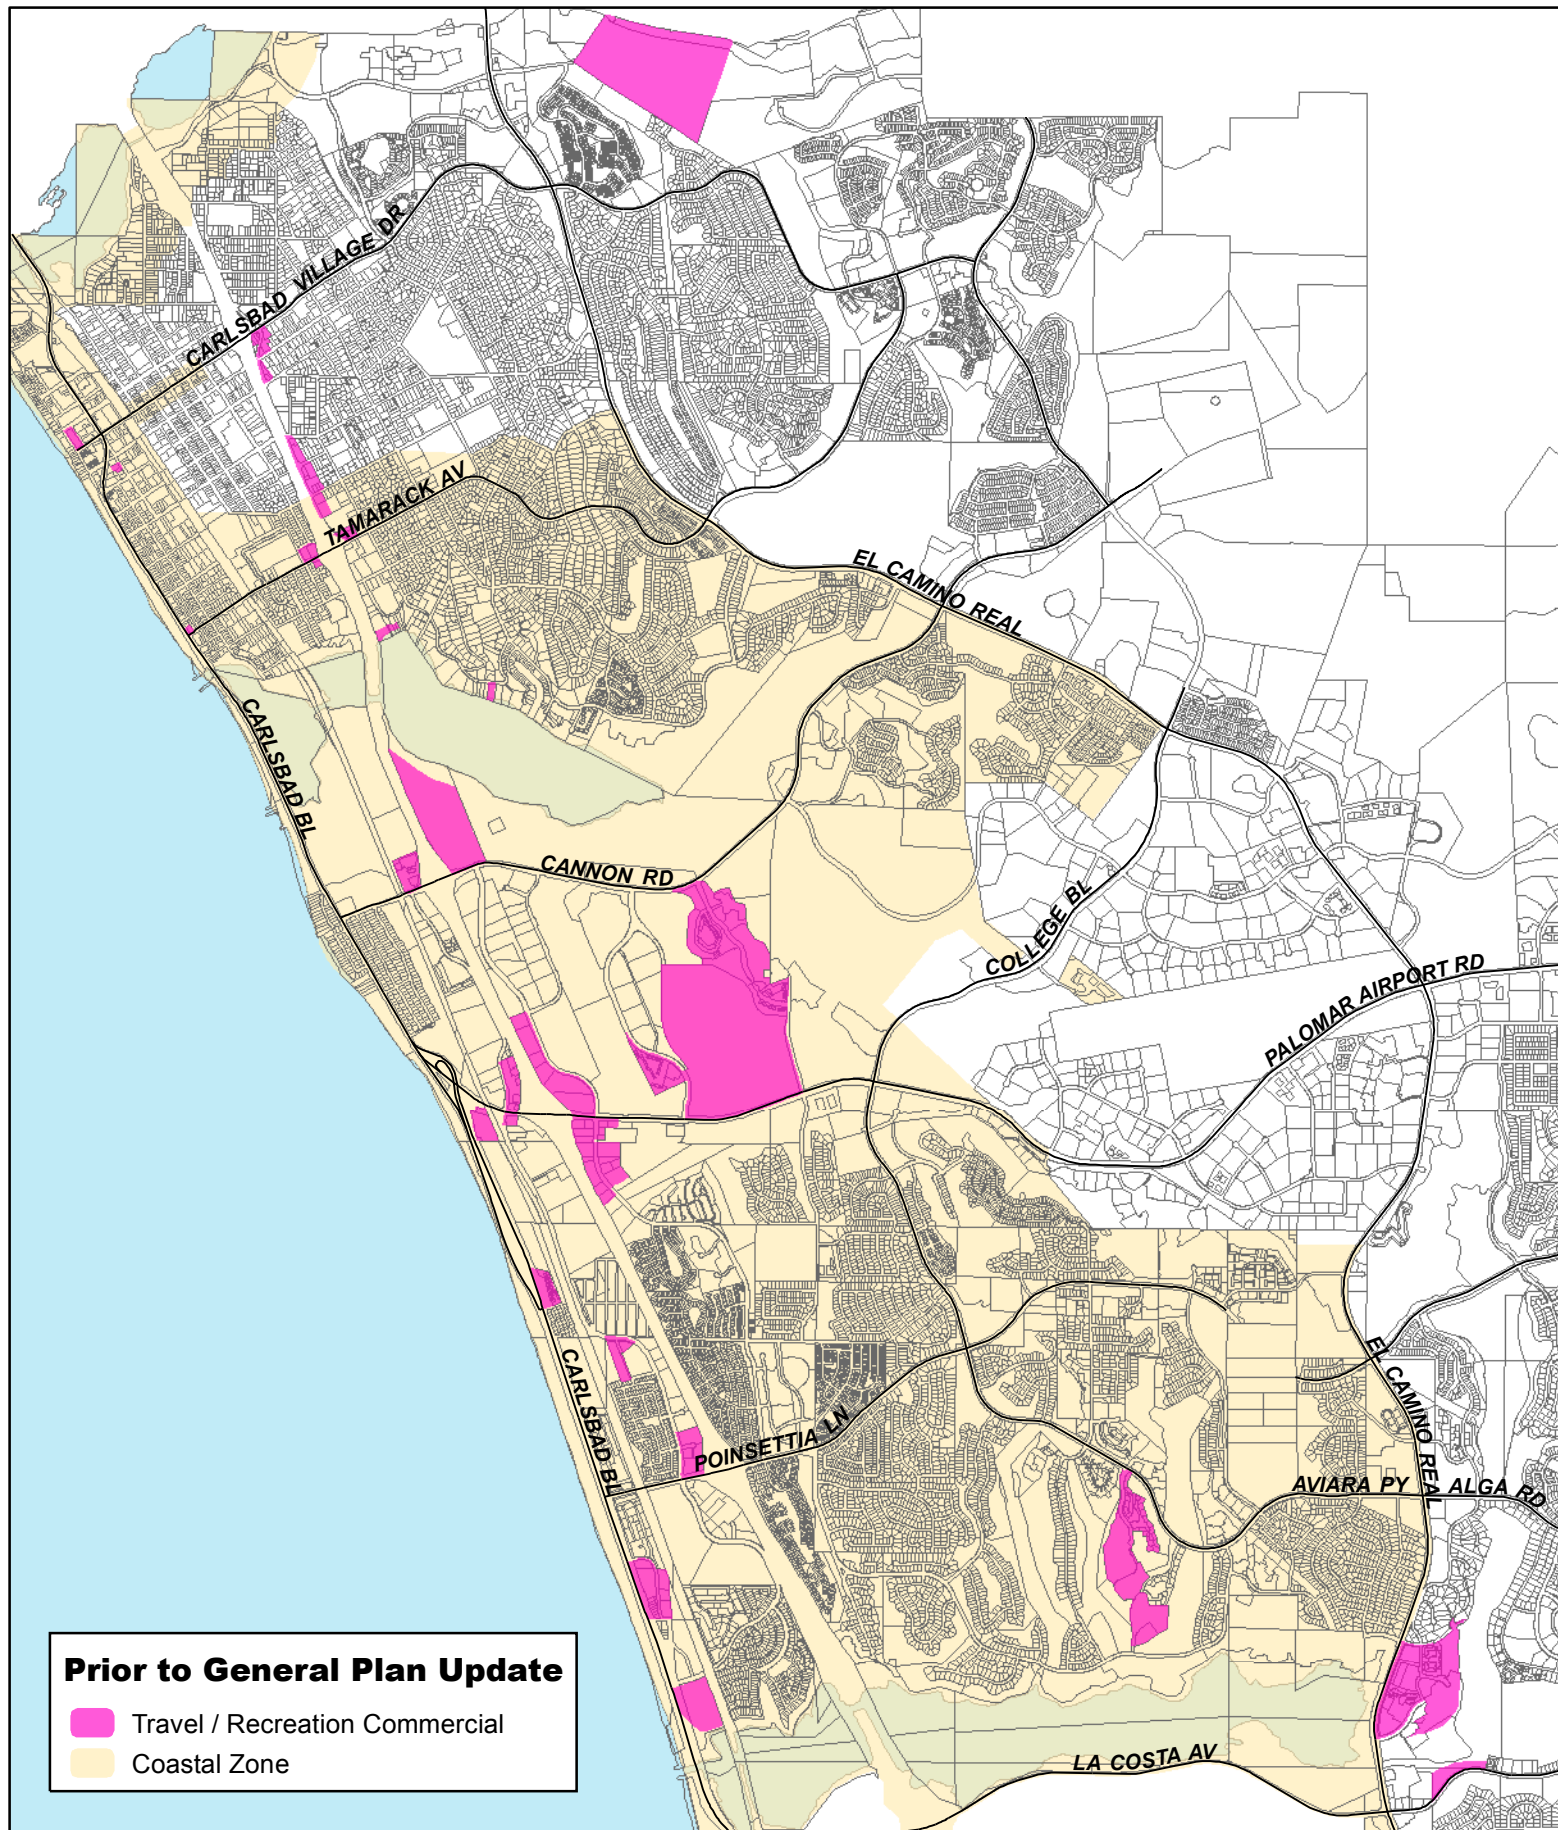 CARLSBAD VILLAGE DR
TAMARACK AV
EL CAMINO REAL
CARLSBAD BL
CANNON RD
COLLEGE BL
PALOMAR AIRPORT RD
EL CAMINO REAL
CARLSBAD BL
POINSETTIA LN
AVIARA PY
ALGA RD
LA COSTA AV
Prior to General Plan Update
Travel / Recreation Commercial
Coastal Zone